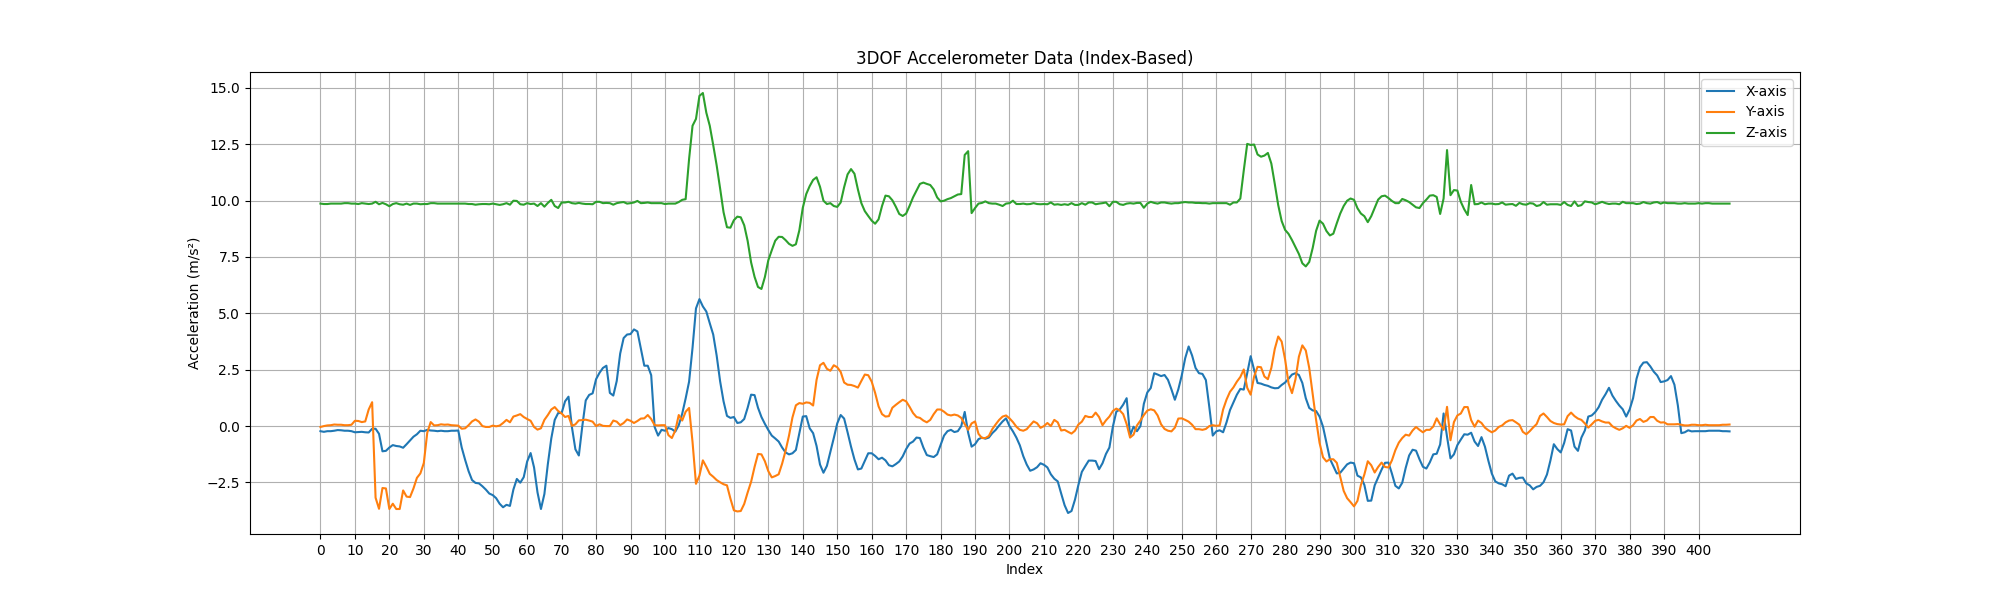 3DOF Accelerometer Data (Index-Based)
15.0
12.5
10.0
7.5
5.0
2.5
0.0
−2.5
Acceleration (m/s²)
X-axis
Y-axis
Z-axis
0 10 20 30 40 50 60 70 80 90 100 110 120 130 140 150 160 170 180 190 200 210 220 230 240 250 260 270 280 290 300 310 320 330 340 350 360 370 380 390 400
Index